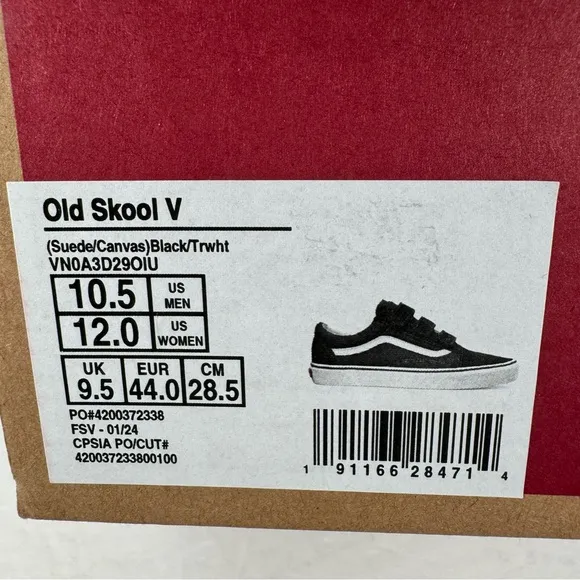 Old Skool V
(Suede/Canvas)Black/Trwht
VN0A3D29OIU
10.5 US MEN
12.0 US WOMEN
UK EUR CM
9.5 44.0 28.5
PO#4200372338
FSV - 01/24
CPSIA PO/CUT#
420037233800100
1 91166 28471 4